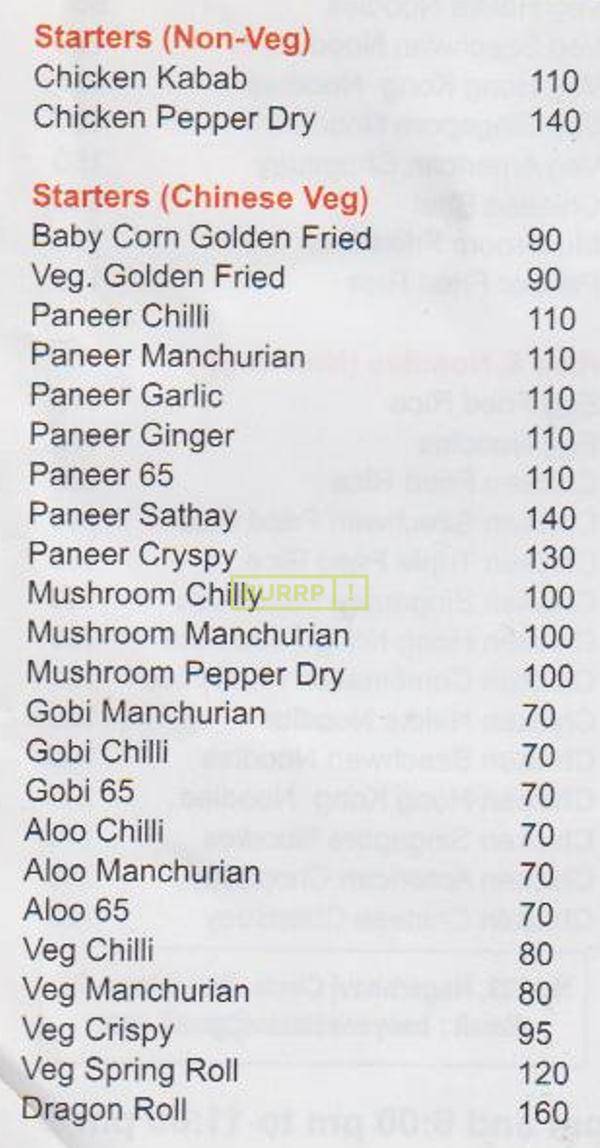 Starters (Non-Veg)
Chicken Kabab 110
Chicken Pepper Dry 140
Starters (Chinese Veg)
Baby Corn Golden Fried 90
Veg. Golden Fried 90
Paneer Chilli 110
Paneer Manchurian 110
Paneer Garlic 110
Paneer Ginger 110
Paneer 65 110
Paneer Sathay 140
Paneer Cryspy 130
Mushroom Chilly 100
Mushroom Manchurian 100
Mushroom Pepper Dry 100
Gobi Manchurian 70
Gobi Chilli 70
Gobi 65 70
Aloo Chilli 70
Aloo Manchurian 70
Aloo 65 70
Veg Chilli 80
Veg Manchurian 80
Veg Crispy 95
Veg Spring Roll 120
Dragon Roll 160